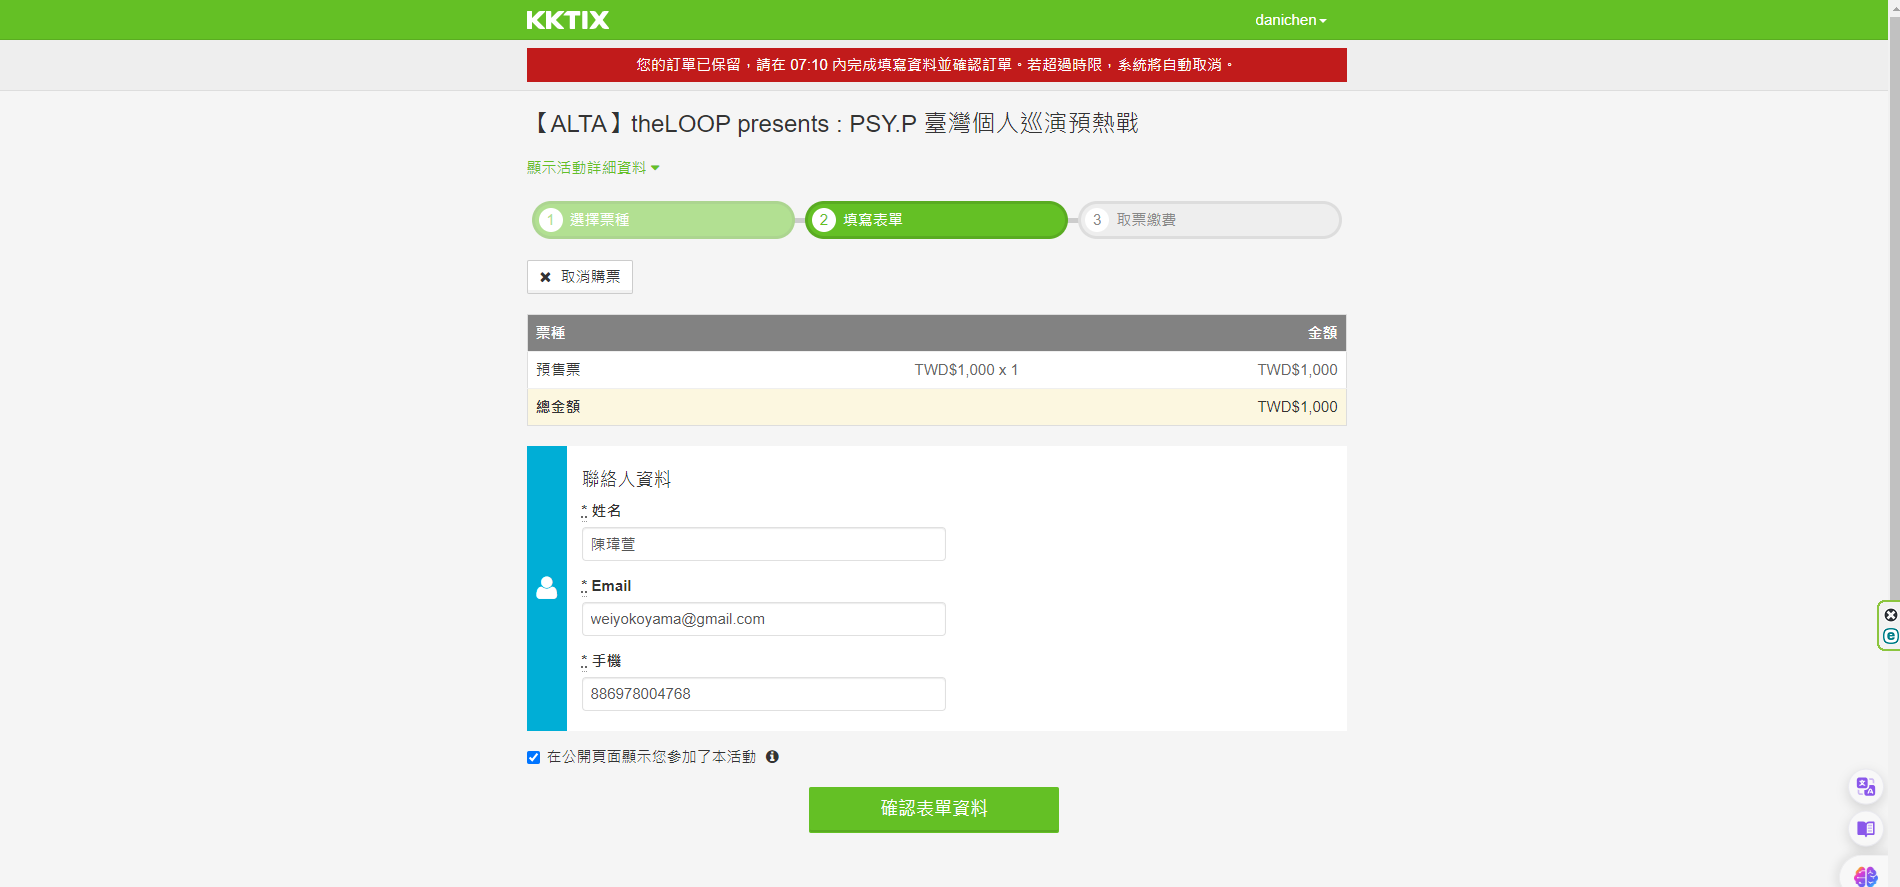 KKTIX
danichen
您的訂單已保留，請在 07:10 內完成填寫資料並確認訂單。若超過時限，系統將自動取消。
【ALTA】theLOOP presents : PSY.P 臺灣個人巡演預熱戰
顯示活動詳細資料
1 選擇票種
2 填寫表單
3 取票繳費
取消購票
票種 金額
預售票 TWD$1,000 x 1 TWD$1,000
總金額 TWD$1,000
聯絡人資料
* 姓名
陳瑋萱
* Email
weiyokoyama@gmail.com
* 手機
886978004768
在公開頁面顯示您參加了本活動
確認表單資料